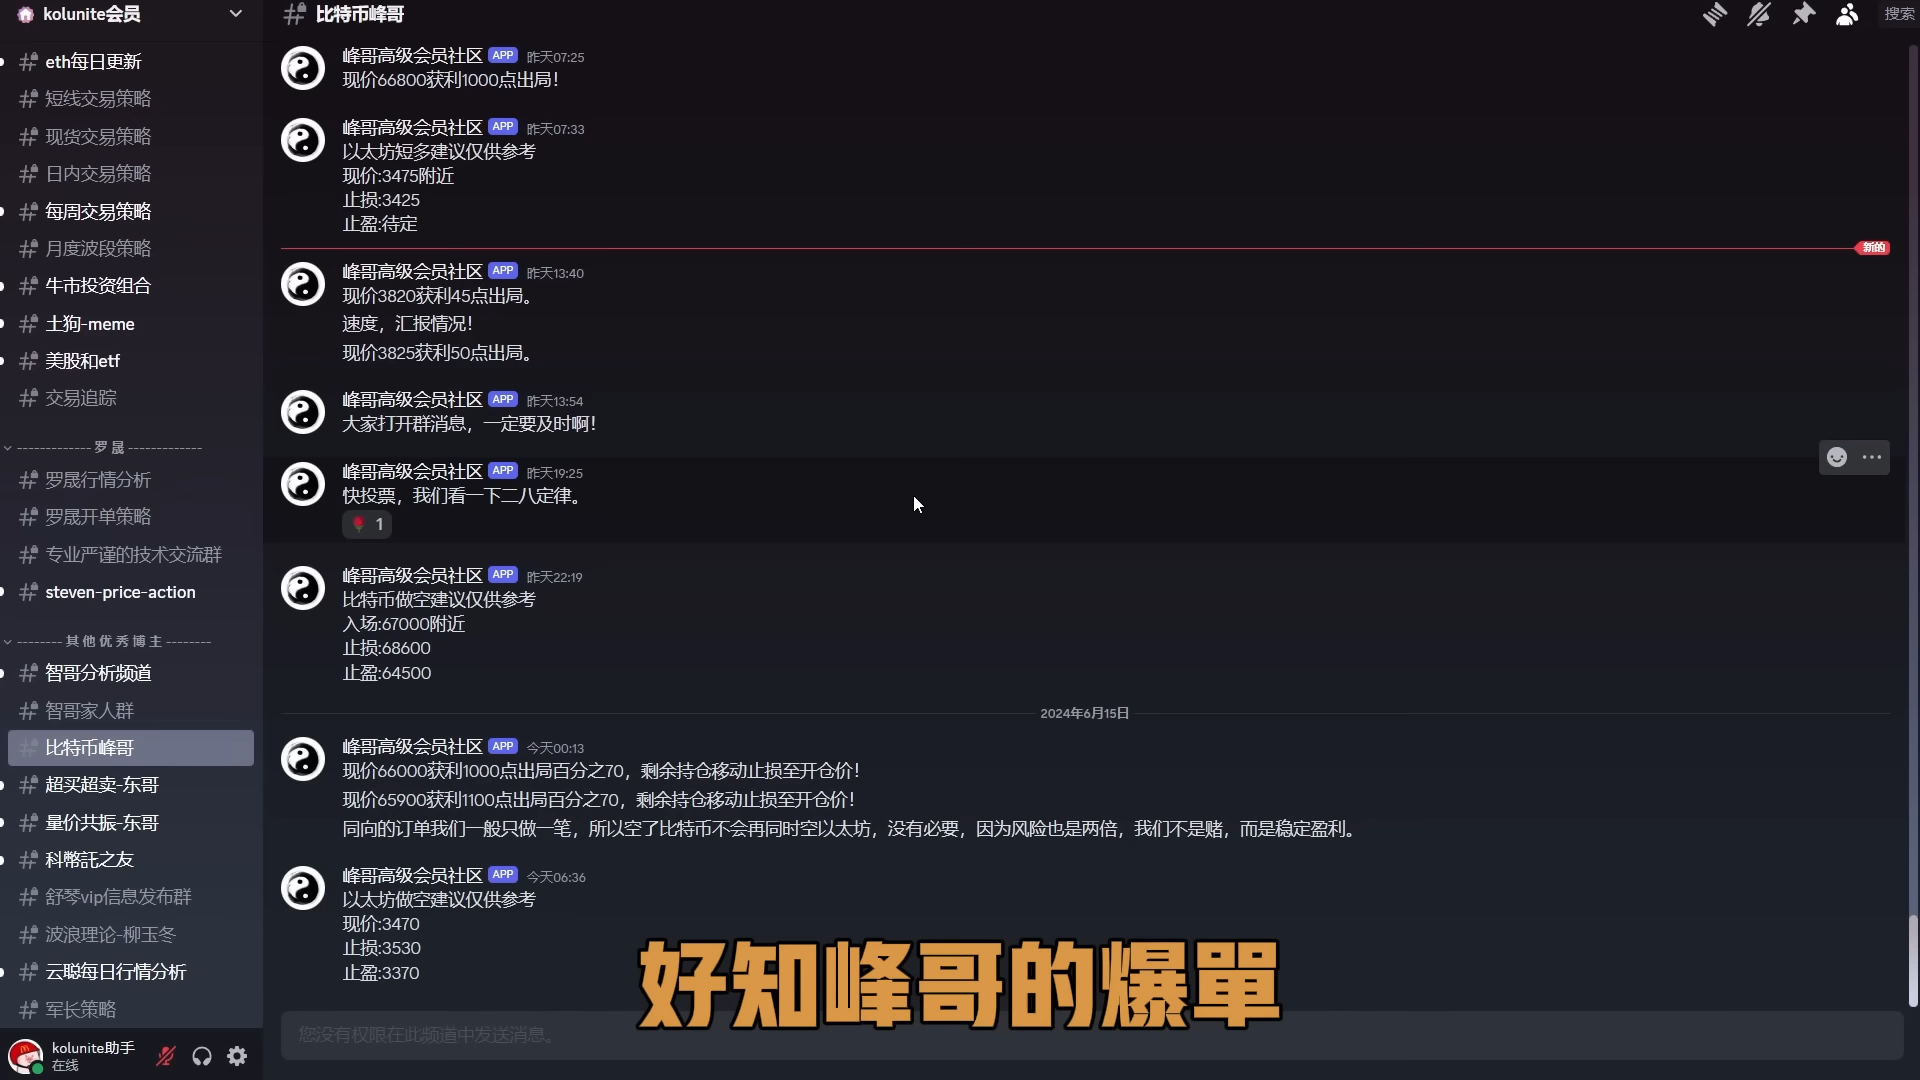 kolunite会员
eth每日更新
短线交易策略
现货交易策略
日内交易策略
每周交易策略
月度波段策略
牛市投资组合
土狗-meme
美股和etf
交易追踪
------------- 罗 晟 -------------
罗晟行情分析
罗晟开单策略
专业严谨的技术交流群
steven-price-action
-------- 其 他 优 秀 博 主 --------
智哥分析频道
智哥家人群
比特币峰哥
超买超卖-东哥
量价共振-东哥
科幣託之友
舒琴vip信息发布群
波浪理论-柳玉冬
云聪每日行情分析
军长策略
kolunite助手
在线
比特币峰哥
搜索
峰哥高级会员社区 APP 昨天07:25
现价66800获利1000点出局！
峰哥高级会员社区 APP 昨天07:33
以太坊短多建议仅供参考
现价:3475附近
止损:3425
止盈:待定
新的
峰哥高级会员社区 APP 昨天13:40
现价3820获利45点出局。
速度，汇报情况！
现价3825获利50点出局。
峰哥高级会员社区 APP 昨天13:54
大家打开群消息，一定要及时啊！
峰哥高级会员社区 APP 昨天19:25
快投票，我们看一下二八定律。
1
峰哥高级会员社区 APP 昨天22:19
比特币做空建议仅供参考
入场:67000附近
止损:68600
止盈:64500
2024年6月15日
峰哥高级会员社区 APP 今天00:13
现价66000获利1000点出局百分之70，剩余持仓移动止损至开仓价！
现价65900获利1100点出局百分之70，剩余持仓移动止损至开仓价！
同向的订单我们一般只做一笔，所以空了比特币不会再同时空以太坊，没有必要，因为风险也是两倍，我们不是赌，而是稳定盈利。
峰哥高级会员社区 APP 今天06:36
以太坊做空建议仅供参考
现价:3470
止损:3530
止盈:3370
好知峰哥的爆單
您没有权限在此频道中发送消息。